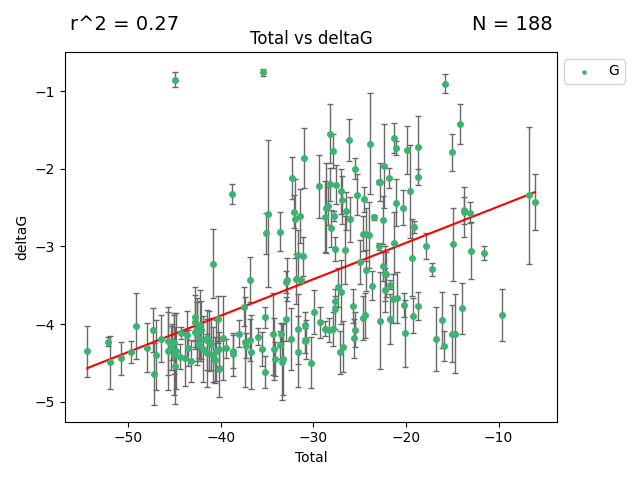 r^2 = 0.27
N = 188
Total vs deltaG
G
−1
−2
−3
−4
−5
deltaG
−50
−40
−30
−20
−10
Total